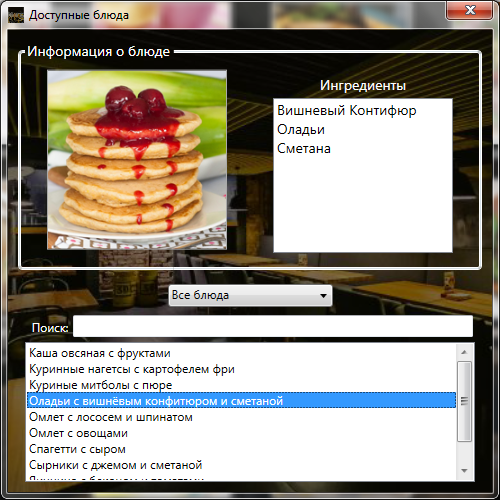 Доступные блюда
Информация о блюде
Ингредиенты
Вишневый Контифюр
Оладьи
Сметана
Все блюда
Поиск:
Каша овсяная с фруктами
Куриные нагетсы с картофелем фри
Куриные митболы с пюре
Оладьи с вишнёвым конфитюром и сметаной
Омлет с лососем и шпинатом
Омлет с овощами
Спагетти с сыром
Сырники с джемом и сметаной